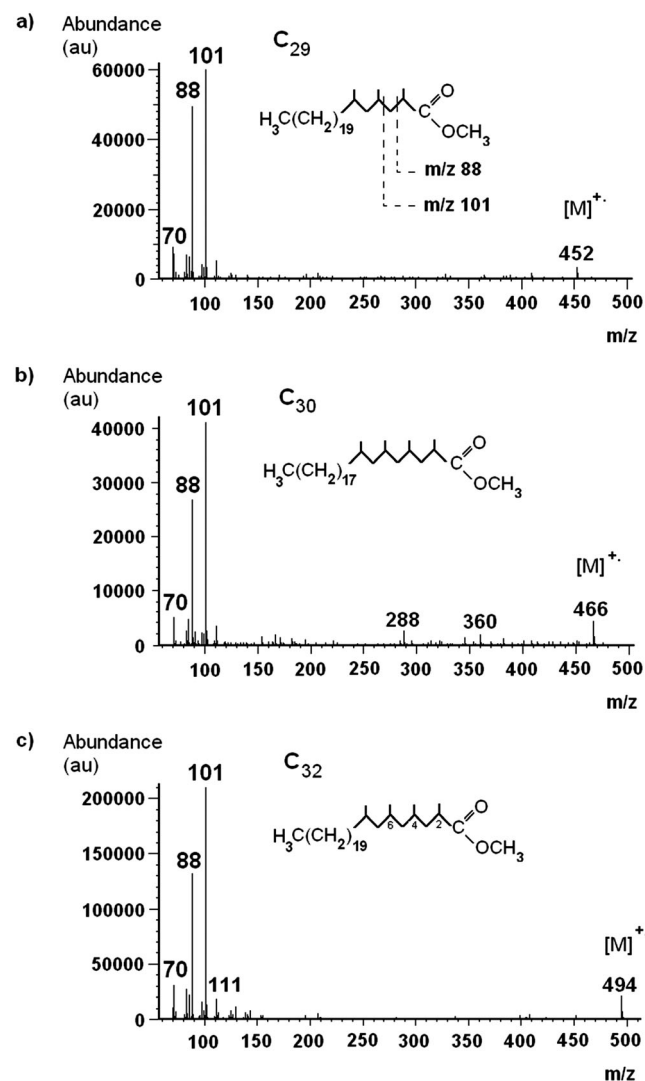 a) Abundance
(au)
C29
60000
40000
20000
0
101
88
70
H3C(CH2)19
C
O
OCH3
m/z 88
m/z 101
[M]+.
452
100 150 200 250 300 350 400 450 500
m/z
b) Abundance
(au)
C30
40000
30000
20000
10000
0
101
88
70
H3C(CH2)17
C
O
OCH3
288
360
[M]+.
466
100 150 200 250 300 350 400 450 500
m/z
c) Abundance
(au)
C32
200000
150000
100000
50000
0
101
88
70
111
H3C(CH2)19
6 4 2
C
O
OCH3
[M]+
494
100 150 200 250 300 350 400 450 500
m/z